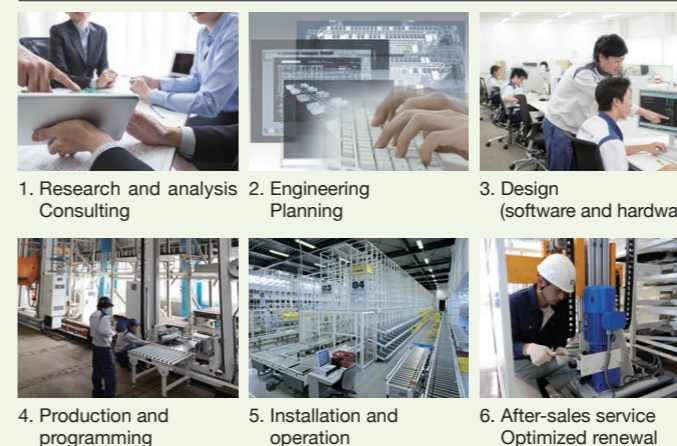 1. Research and analysis
Consulting
2. Engineering
Planning
3. Design
(software and
4. Production and
programming
5. Installation and
operation
6. After-sales service
Optimized renewal
04